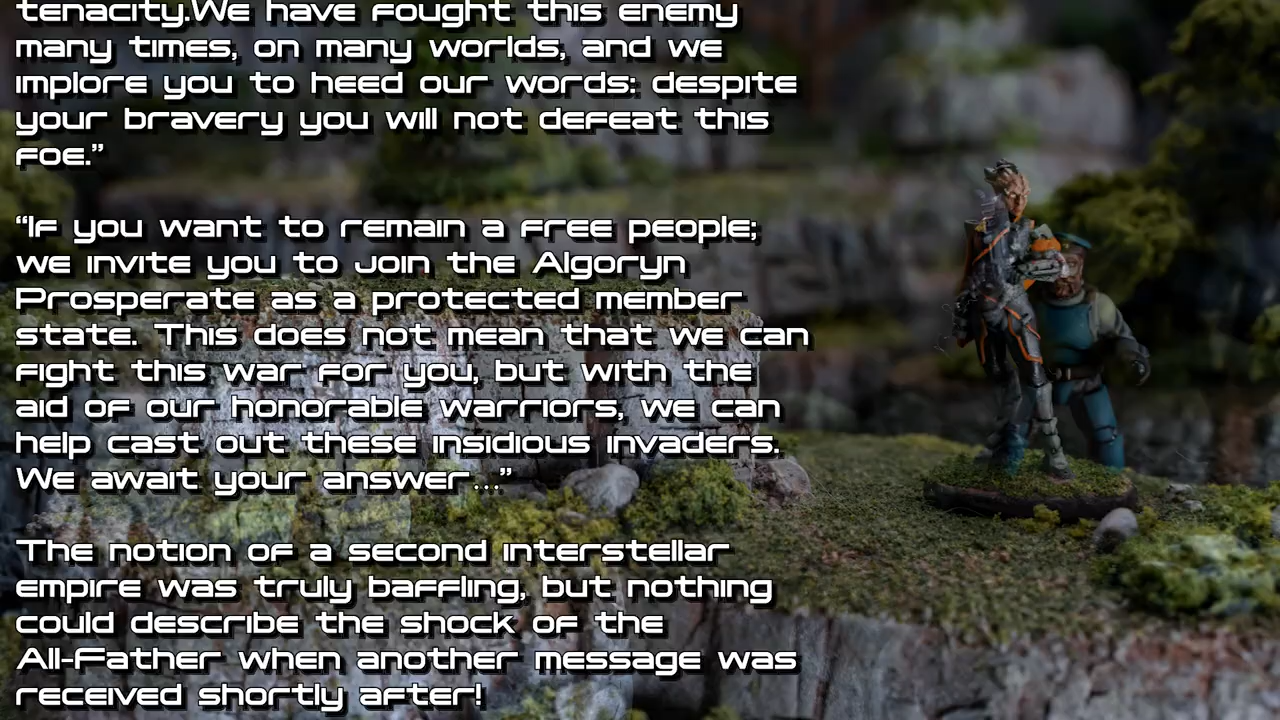 tenacity.We have fought this enemy
many times, on many worlds, and we
implore you to heed our words: despite
your bravery you will not defeat this
foe.”
“If you want to remain a free people;
we invite you to join the Algoryn
Prosperate as a protected member
state. This does not mean that we can
fight this war for you, but with the
aid of our honorable warriors, we can
help cast out these insidious invaders.
We await your answer...”
The notion of a second interstellar
empire was truly baffling, but nothing
could describe the shock of the
All-Father when another message was
received shortly after!